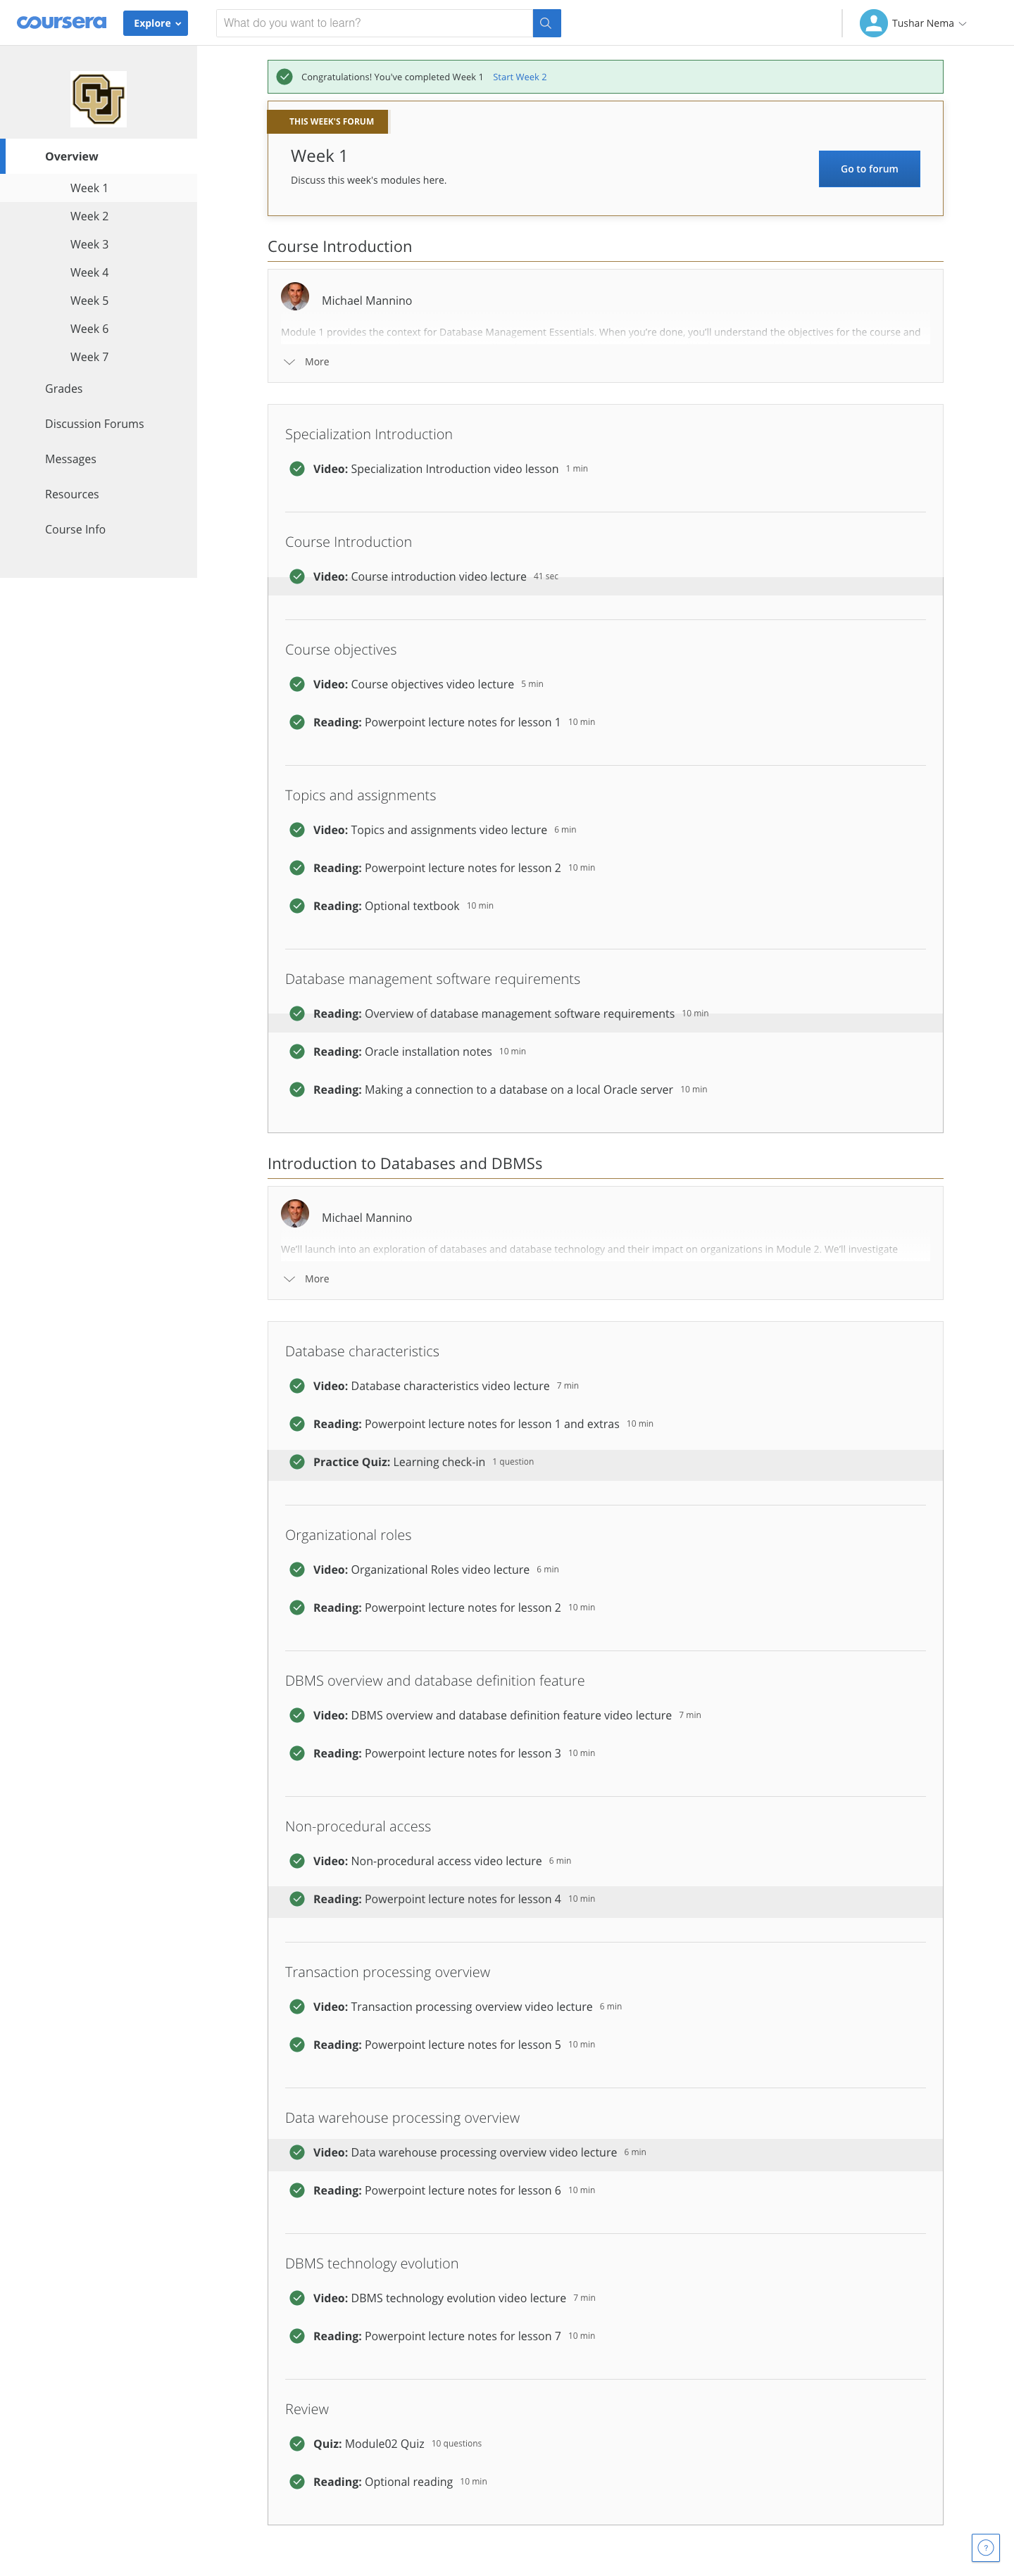 coursera
Explore
What do you want to learn?
Tushar Nema
CU
Overview
Week 1
Week 2
Week 3
Week 4
Week 5
Week 6
Week 7
Grades
Discussion Forums
Messages
Resources
Course Info
Congratulations! You've completed Week 1 Start Week 2
THIS WEEK'S FORUM
Week 1
Discuss this week's modules here.
Go to forum
Course Introduction
Michael Mannino
Module 1 provides the context for Database Management Essentials. When you're done, you'll understand the objectives for the course and
More
Specialization Introduction
Video: Specialization Introduction video lesson 1 min
Course Introduction
Video: Course introduction video lecture 41 sec
Course objectives
Video: Course objectives video lecture 5 min
Reading: Powerpoint lecture notes for lesson 1 10 min
Topics and assignments
Video: Topics and assignments video lecture 6 min
Reading: Powerpoint lecture notes for lesson 2 10 min
Reading: Optional textbook 10 min
Database management software requirements
Reading: Overview of database management software requirements 10 min
Reading: Oracle installation notes 10 min
Reading: Making a connection to a database on a local Oracle server 10 min
Introduction to Databases and DBMSs
Michael Mannino
We'll launch into an exploration of databases and database technology and their impact on organizations in Module 2. We'll investigate
More
Database characteristics
Video: Database characteristics video lecture 7 min
Reading: Powerpoint lecture notes for lesson 1 and extras 10 min
Practice Quiz: Learning check-in 1 question
Organizational roles
Video: Organizational Roles video lecture 6 min
Reading: Powerpoint lecture notes for lesson 2 10 min
DBMS overview and database definition feature
Video: DBMS overview and database definition feature video lecture 7 min
Reading: Powerpoint lecture notes for lesson 3 10 min
Non-procedural access
Video: Non-procedural access video lecture 6 min
Reading: Powerpoint lecture notes for lesson 4 10 min
Transaction processing overview
Video: Transaction processing overview video lecture 6 min
Reading: Powerpoint lecture notes for lesson 5 10 min
Data warehouse processing overview
Video: Data warehouse processing overview video lecture 6 min
Reading: Powerpoint lecture notes for lesson 6 10 min
DBMS technology evolution
Video: DBMS technology evolution video lecture 7 min
Reading: Powerpoint lecture notes for lesson 7 10 min
Review
Quiz: Module02 Quiz 10 questions
Reading: Optional reading 10 min
?